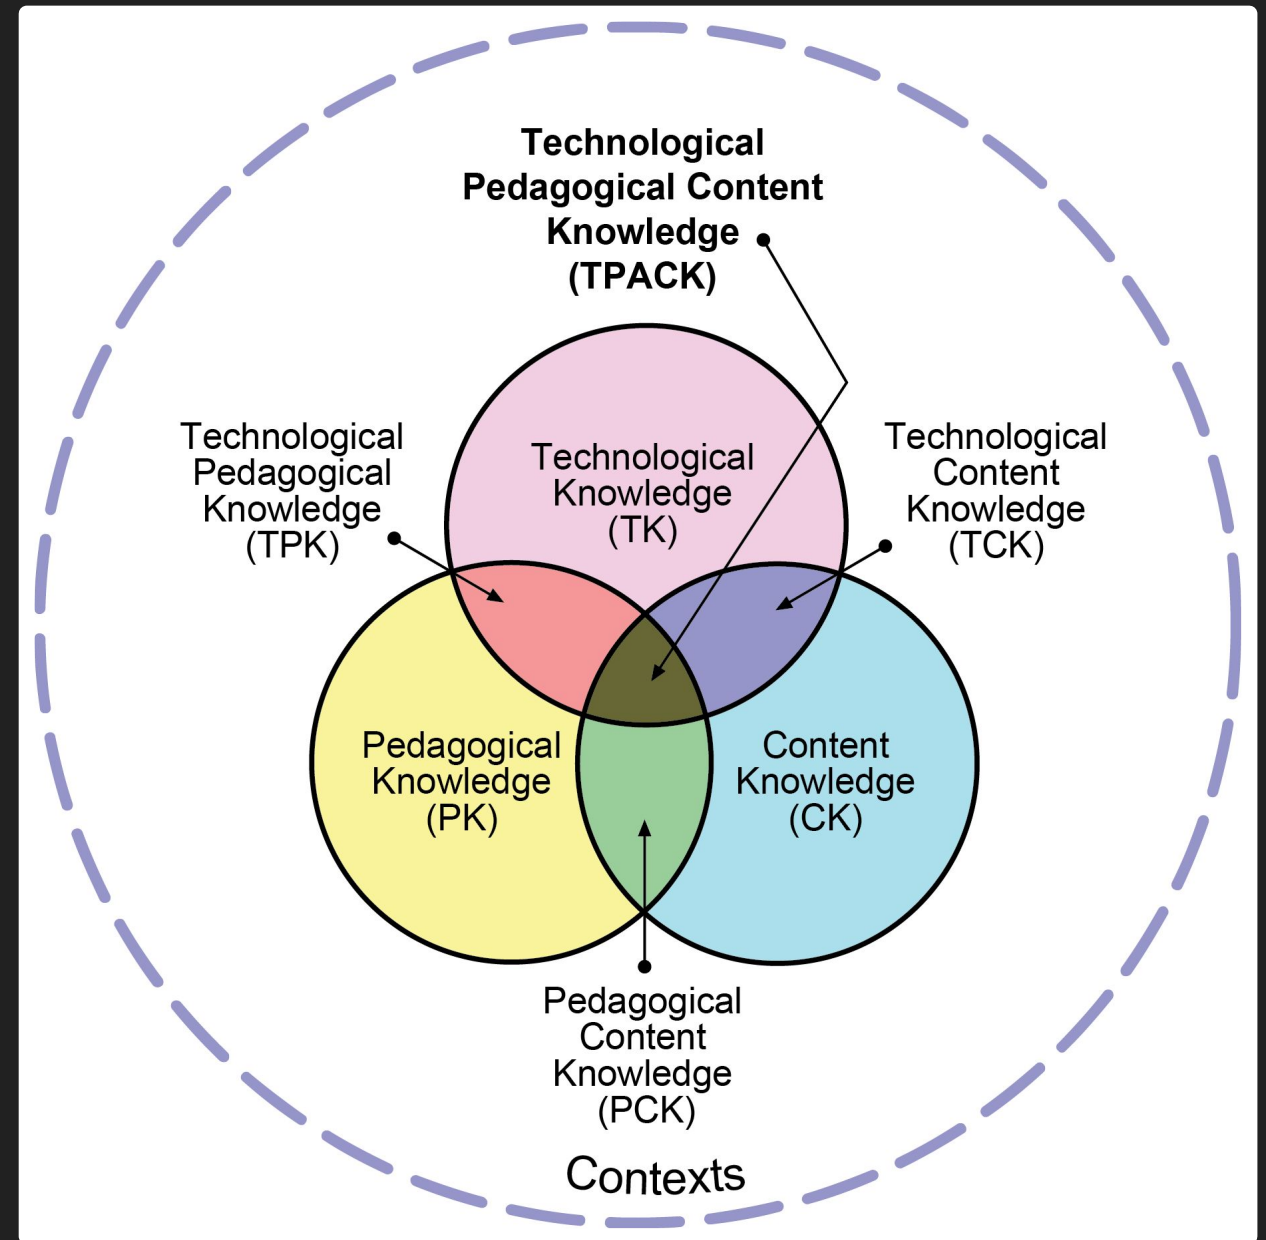 Technological
Pedagogical Content
Knowledge
(TPACK)
Technological
Pedagogical
Knowledge
(TPK)
Technological
Knowledge
(TK)
Technological
Content
Knowledge
(TCK)
Pedagogical
Knowledge
(PK)
Content
Knowledge
(CK)
Pedagogical
Content
Knowledge
(PCK)
Contexts